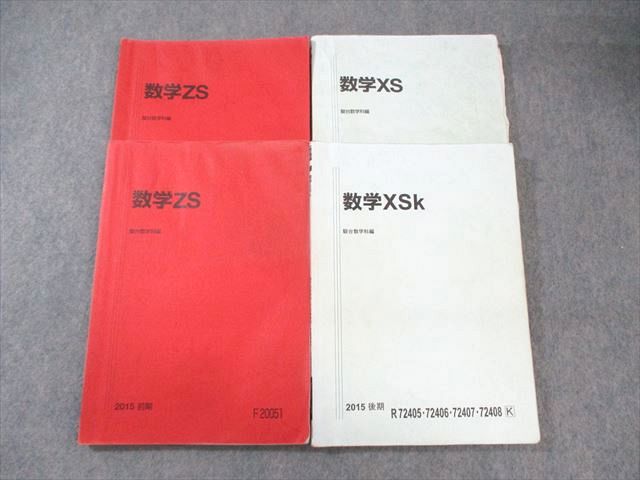 数学ZS
駿台数学科編
数学XS
駿台数学科編
数学ZS
駿台数学科編
2015 前期
F20051
数学XSk
駿台数学科編
2015 後期
R 72405・72406・72407・72408 K